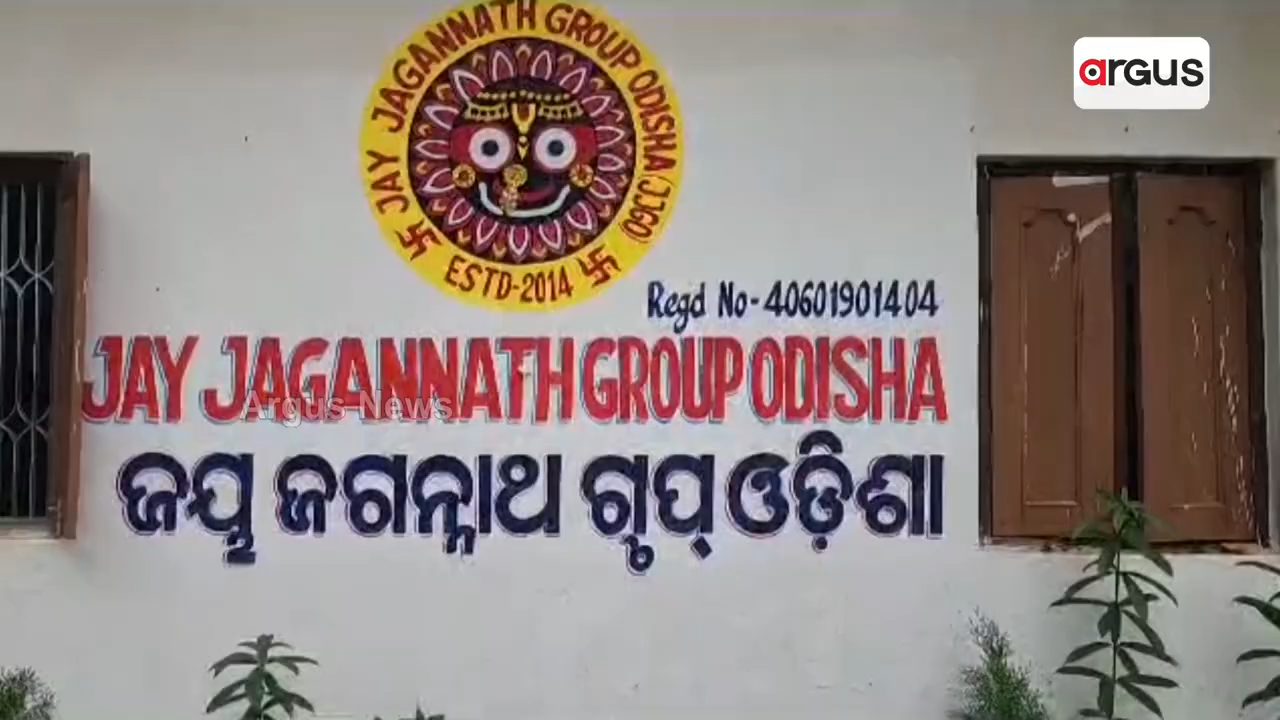 argus
JAY JAGANNATH GROUP ODISHA (JJGO)
ESTD-2014
Regd No-40601901404
JAY JAGANNATH GROUP ODISHA
Argus News
ଜୟୁ ଜଗନ୍ନାଥ ଗୃପ୍ ଓଡ଼ିଶା